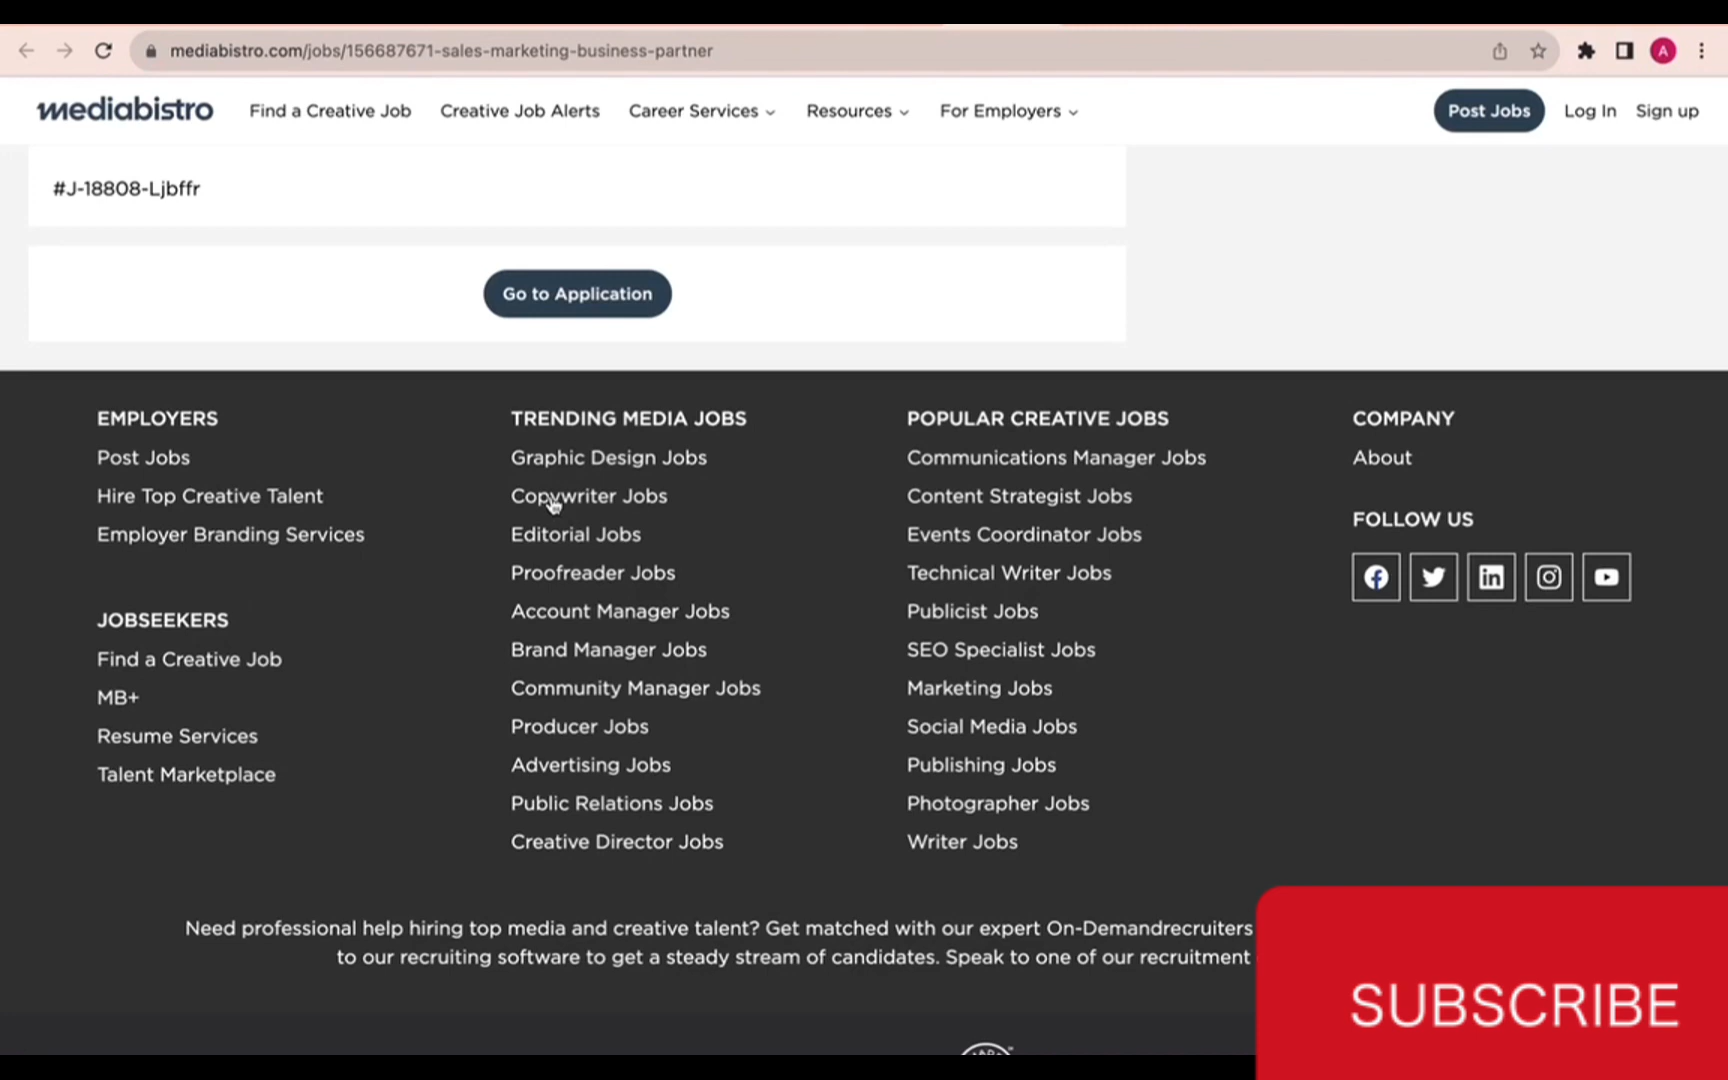 mediabistro.com/jobs/156687671-sales-marketing-business-partner
A
mediabistro
Find a Creative Job
Creative Job Alerts
Career Services
Resources
For Employers
Post Jobs
Log In
Sign up
#J-18808-Ljbffr
Go to Application
EMPLOYERS
Post Jobs
Hire Top Creative Talent
Employer Branding Services
JOBSEEKERS
Find a Creative Job
MB+
Resume Services
Talent Marketplace
TRENDING MEDIA JOBS
Graphic Design Jobs
Copywriter Jobs
Editorial Jobs
Proofreader Jobs
Account Manager Jobs
Brand Manager Jobs
Community Manager Jobs
Producer Jobs
Advertising Jobs
Public Relations Jobs
Creative Director Jobs
POPULAR CREATIVE JOBS
Communications Manager Jobs
Content Strategist Jobs
Events Coordinator Jobs
Technical Writer Jobs
Publicist Jobs
SEO Specialist Jobs
Marketing Jobs
Social Media Jobs
Publishing Jobs
Photographer Jobs
Writer Jobs
COMPANY
About
FOLLOW US
Need professional help hiring top media and creative talent? Get matched with our expert On-Demandrecruiters
to our recruiting software to get a steady stream of candidates. Speak to one of our recruitment
SUBSCRIBE